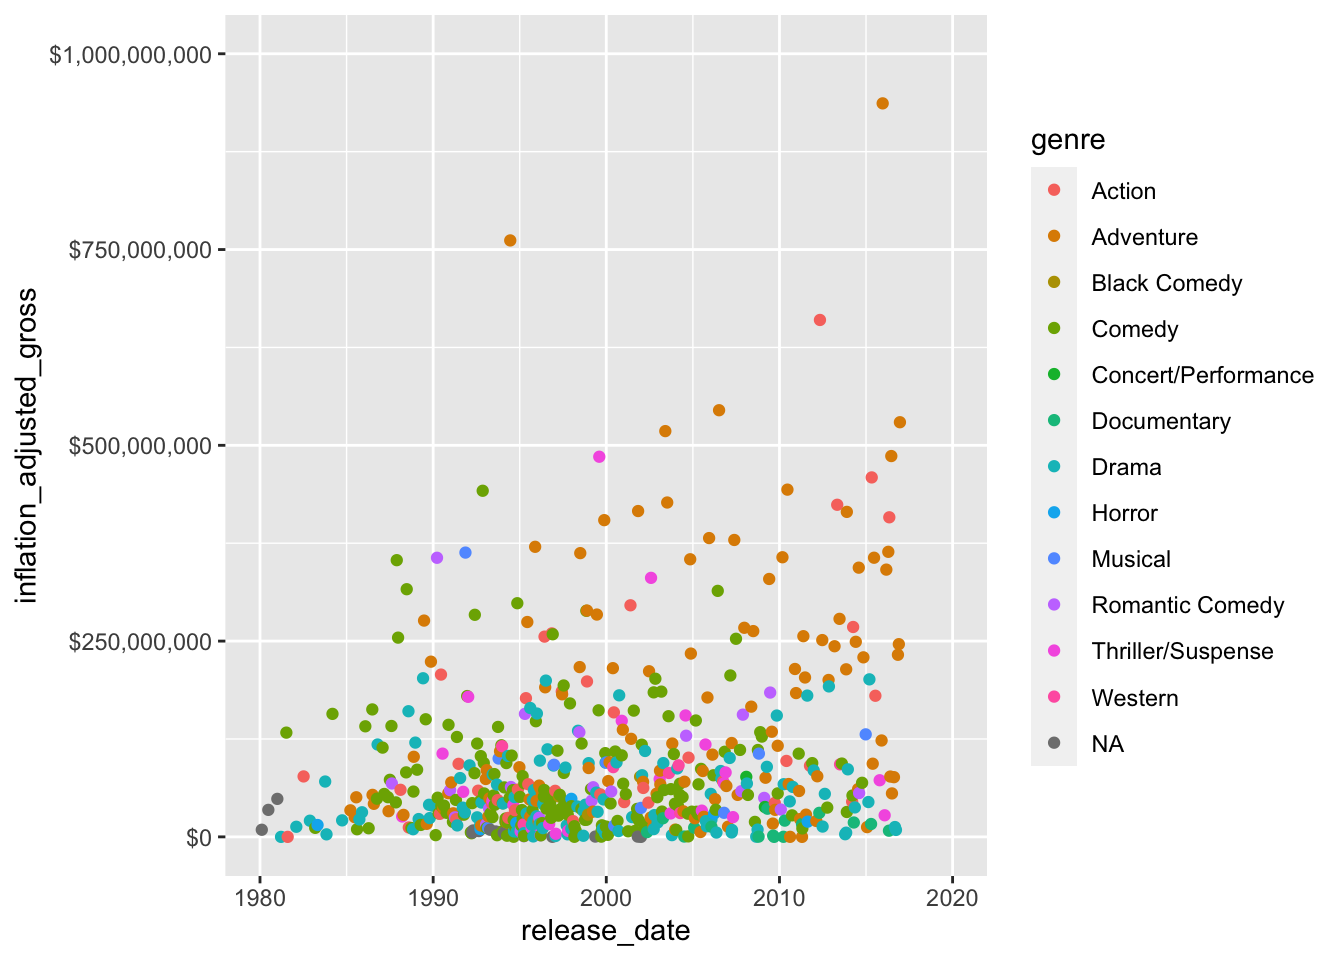 $1,000,000,000
$750,000,000
$500,000,000
$250,000,000
$0
inflation_adjusted_gross
1980
1990
2000
2010
2020
release_date
genre
Action
Adventure
Black Comedy
Comedy
Concert/Performance
Documentary
Drama
Horror
Musical
Romantic Comedy
Thriller/Suspense
Western
NA